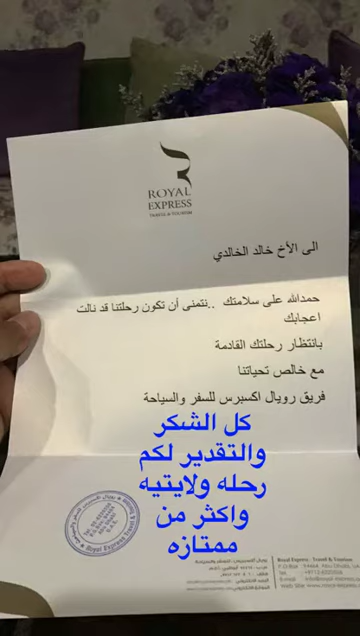 ROYAL
EXPRESS
TRAVEL & TOURISM
الى الأخ خالد الخالدي
حمدالله على سلامتك ..نتمنى أن تكون رحلتنا قد نالت
اعجابك
بانتظار رحلتك القادمة
مع خالص تحياتنا
فريق رويال اكسبرس للسفر والسياحة
كل الشكر
والتقدير لكم
رحله ولايتيه
واكثر من
ممتازه
Royal Express Travel & Tourism